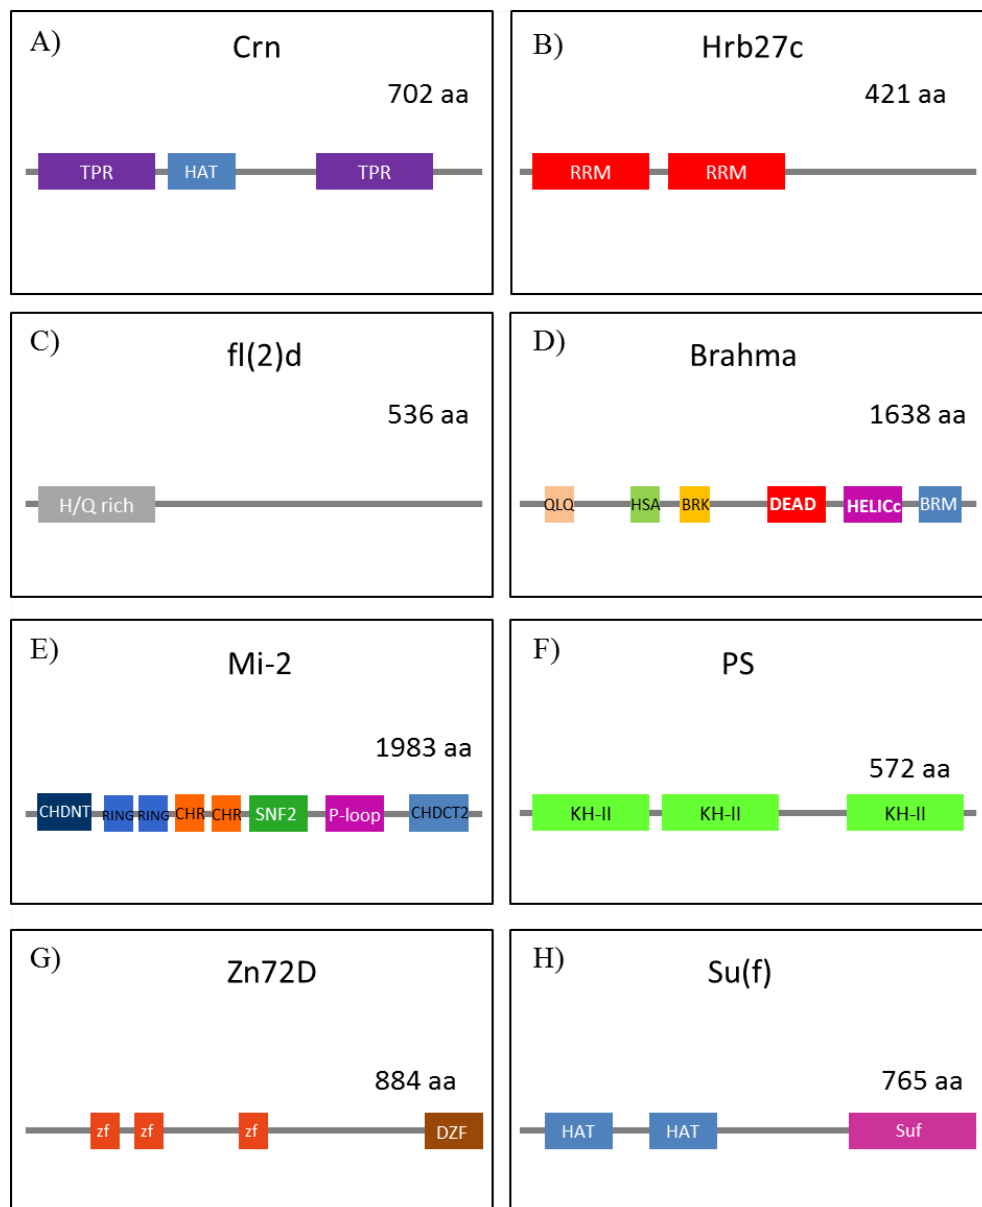 A)
Crn
702 aa
TPR HAT TPR
B)
Hrb27c
421 aa
RRM RRM
C)
fl(2)d
536 aa
H/Q rich
D)
Brahma
1638 aa
QLQ HSA BRK DEAD HELICc BRM
E)
Mi-2
1983 aa
CHDNT RING RING CHR CHR SNF2 P-loop CHDCT2
F)
PS
572 aa
KH-II KH-II KH-II
G)
Zn72D
884 aa
zf zf zf DZF
H)
Su(f)
765 aa
HAT HAT Suf